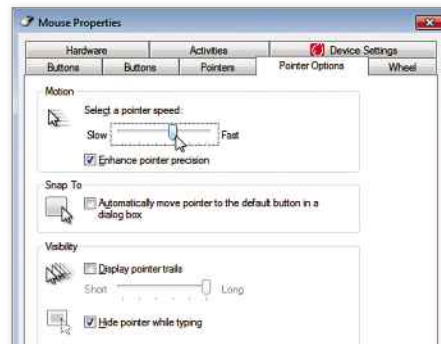 Mouse Properties
Hardware Activities Device Settings
Buttons Buttons Pointers Pointer Options Wheel
Motion
Select a pointer speed:
Slow Fast
Enhance pointer precision
Snap To
Automatically move pointer to the default button in a
dialog box
Visibility
Display pointer trails
Short Long
Hide pointer while typing